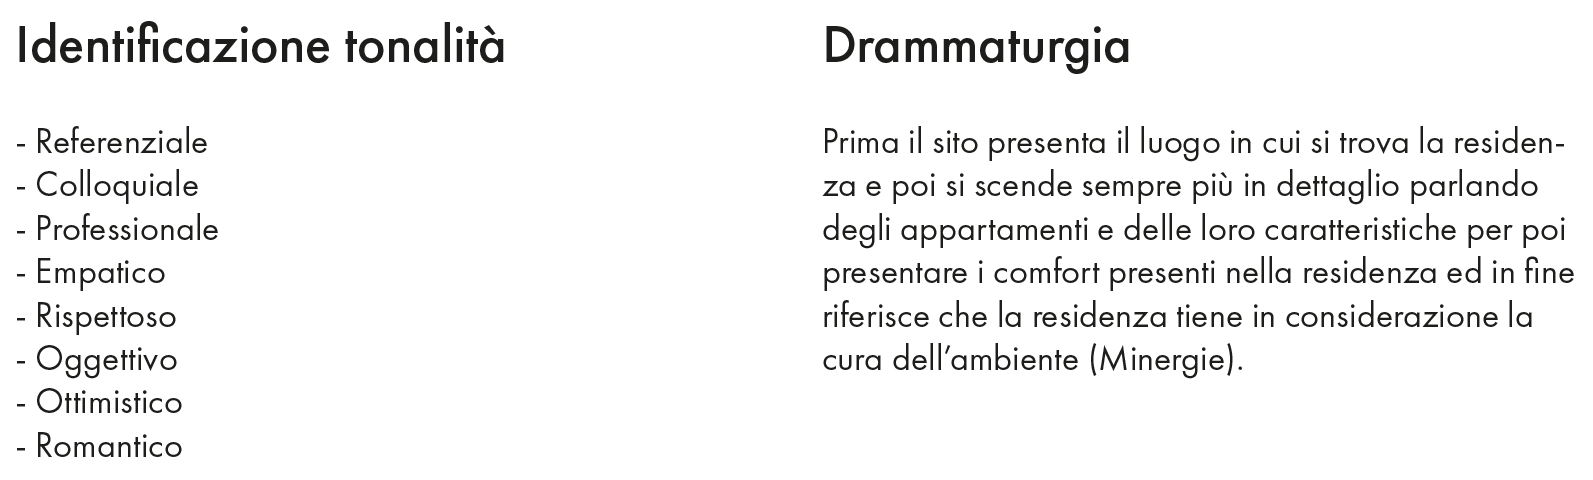 Identificazione tonalità
- Referenziale
- Colloquiale
- Professionale
- Empatico
- Rispettoso
- Oggettivo
- Ottimistico
- Romantico
Drammaturgia
Prima il sito presenta il luogo in cui si trova la residen-
za e poi si scende sempre più in dettaglio parlando
degli appartamenti e delle loro caratteristiche per poi
presentare i comfort presenti nella residenza ed in fine
riferisce che la residenza tiene in considerazione la
cura dell’ambiente (Minergie).